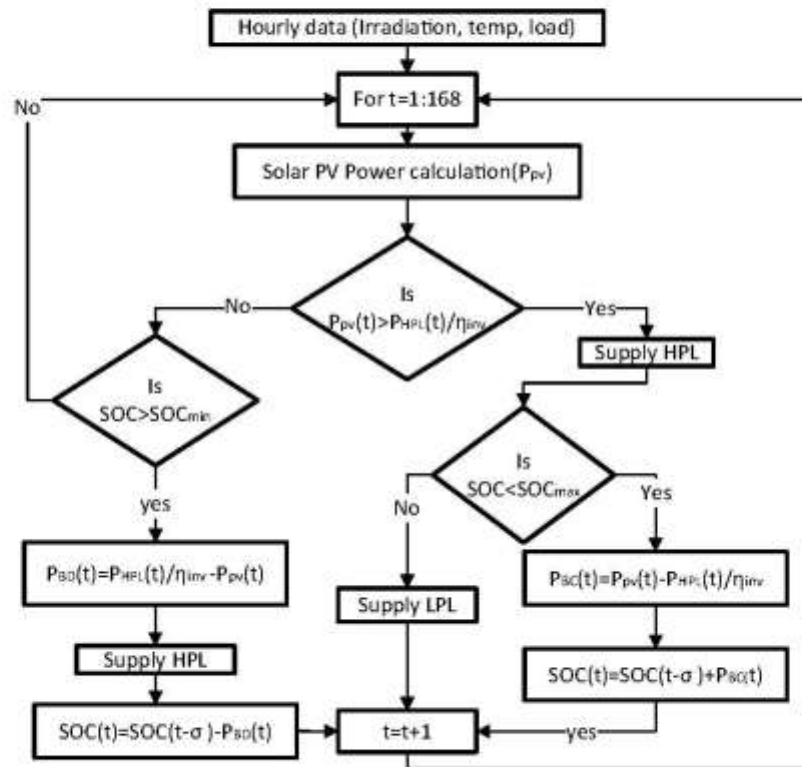 Hourly data (Irradiation, temp, load)
No
For t=1:168
Solar PV Power calculation(Ppv)
Is
Ppv(t)>PHPL(t)/ηinv
No
Yes
Supply HPL
Is
SOC>SOCmin
Is
SOC<SOCmax
yes
No
Yes
PBD(t)=PHPL(t)/ηinv-Ppv(t)
PBC(t)=Ppv(t)-PHPL(t)/ηinv
Supply LPL
Supply HPL
SOC(t)=SOC(t-σ)+PBC(t)
SOC(t)=SOC(t-σ)-PBD(t)
t=t+1
yes